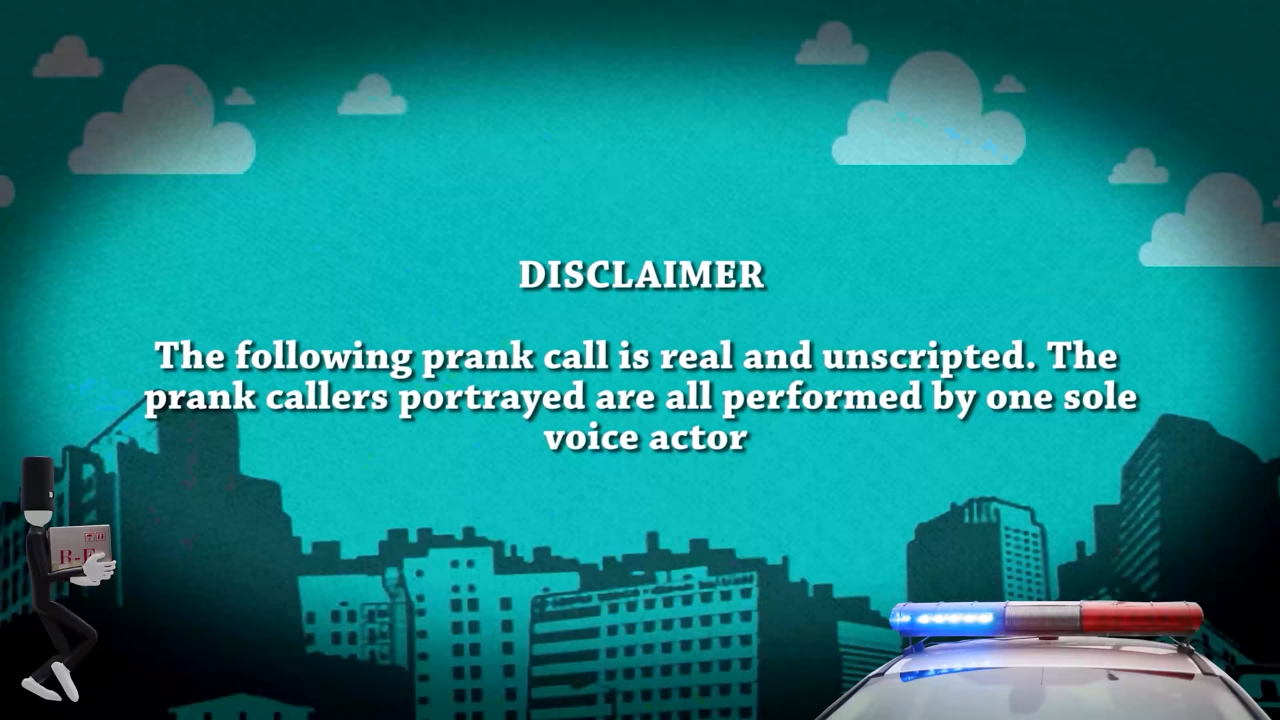 DISCLAIMER
The following prank call is real and unscripted. The
prank callers portrayed are all performed by one sole
voice actor